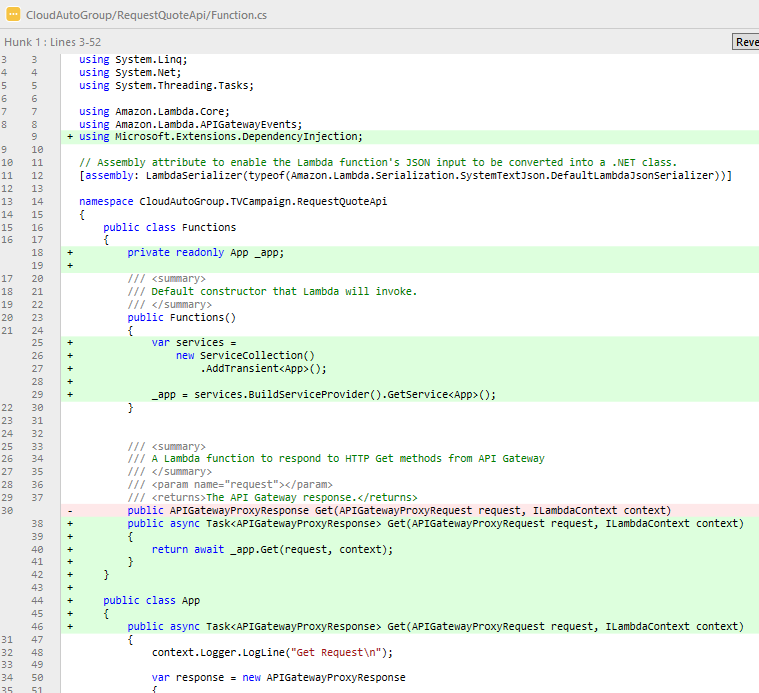 CloudAutoGroup/RequestQuoteApi/Function.cs
Hunk 1 : Lines 3-52 Reve
3 3 using System.Linq;
4 4 using System.Net;
5 5 using System.Threading.Tasks;
6 6
7 7 using Amazon.Lambda.Core;
8 8 using Amazon.Lambda.APIGatewayEvents;
9 + using Microsoft.Extensions.DependencyInjection;
9 10
10 11 // Assembly attribute to enable the Lambda function's JSON input to be converted into a .NET class.
11 12 [assembly: LambdaSerializer(typeof(Amazon.Lambda.Serialization.SystemTextJson.DefaultLambdaJsonSerializer))]
12 13
13 14 namespace CloudAutoGroup.TVCampaign.RequestQuoteApi
14 15 {
15 16 public class Functions
16 17 {
18 + private readonly App _app;
19 +
17 20 /// <summary>
18 21 /// Default constructor that Lambda will invoke.
19 22 /// </summary>
20 23 public Functions()
21 24 {
25 + var services =
26 + new ServiceCollection()
27 + .AddTransient<App>();
28 +
29 + _app = services.BuildServiceProvider().GetService<App>();
22 30 }
23 31
24 32
25 33 /// <summary>
26 34 /// A Lambda function to respond to HTTP Get methods from API Gateway
27 35 /// </summary>
28 36 /// <param name="request"></param>
29 37 /// <returns>The API Gateway response.</returns>
30 - public APIGatewayProxyResponse Get(APIGatewayProxyRequest request, ILambdaContext context)
38 + public async Task<APIGatewayProxyResponse> Get(APIGatewayProxyRequest request, ILambdaContext context)
39 + {
40 + return await _app.Get(request, context);
41 + }
42 + }
43 +
44 + public class App
45 + {
46 + public async Task<APIGatewayProxyResponse> Get(APIGatewayProxyRequest request, ILambdaContext context)
31 47 {
32 48 context.Logger.LogLine("Get Request\n");
33 49
34 50 var response = new APIGatewayProxyResponse
35 51 {